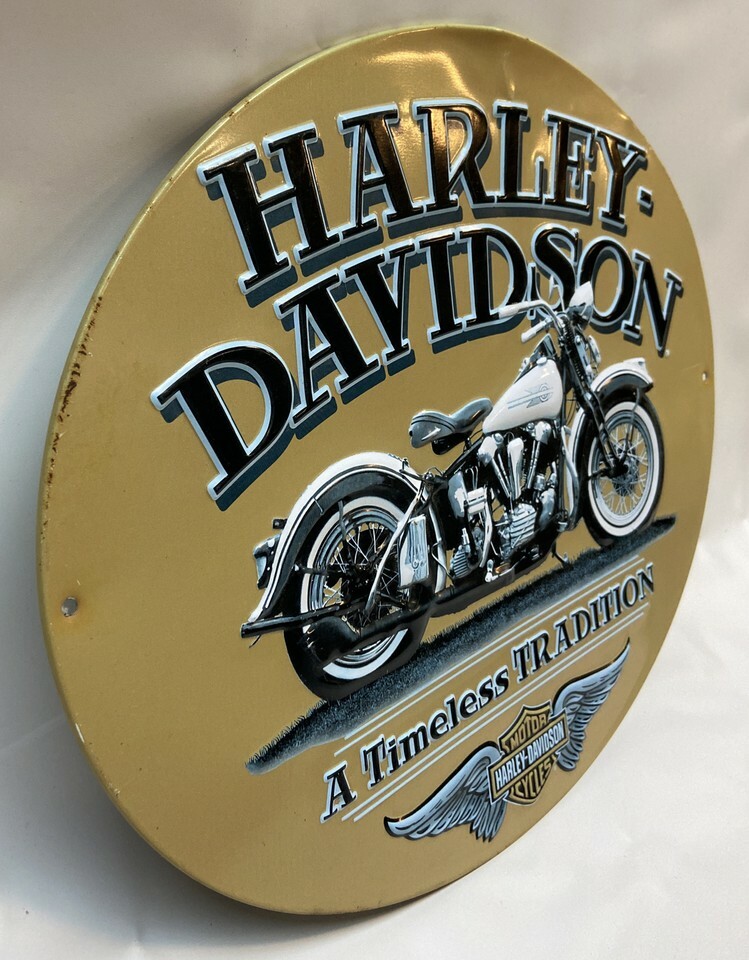 HARLEY-
DAVIDSON
A Timeless TRADITION
MOTOR
HARLEY-DAVIDSON
CYCLES